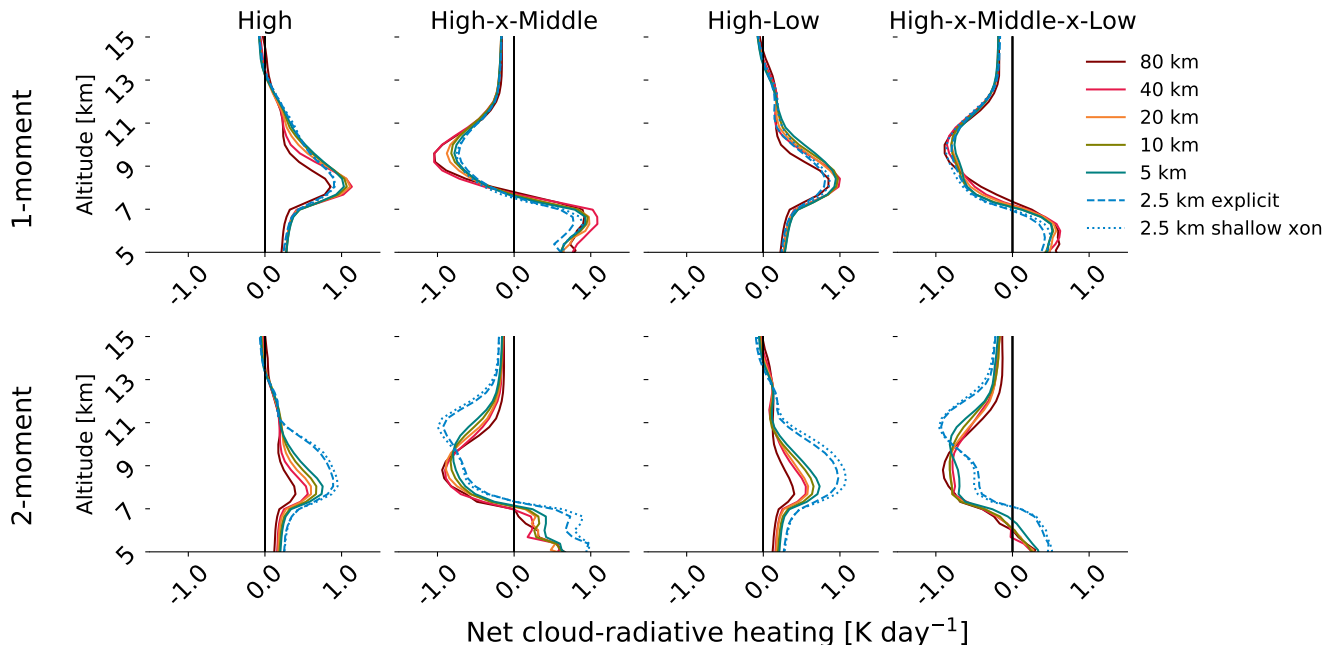 High High-x-Middle High-Low High-x-Middle-x-Low
1-moment
Altitude [km]
15
13
11
9
7
5
-1.0 0.0 1.0 -1.0 0.0 1.0 -1.0 0.0 1.0 -1.0 0.0 1.0
80 km
40 km
20 km
10 km
5 km
2.5 km explicit
2.5 km shallow xon
2-moment
Altitude [km]
15
13
11
9
7
5
-1.0 0.0 1.0 -1.0 0.0 1.0 -1.0 0.0 1.0 -1.0 0.0 1.0
Net cloud-radiative heating [K day⁻¹]